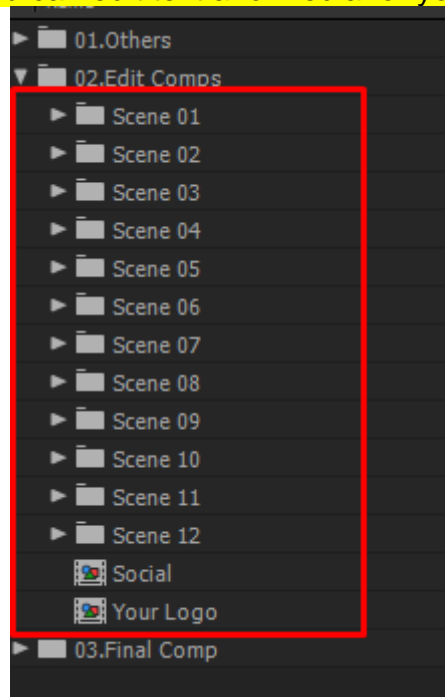 01.Others
02.Edit Comps
Scene 01
Scene 02
Scene 03
Scene 04
Scene 05
Scene 06
Scene 07
Scene 08
Scene 09
Scene 10
Scene 11
Scene 12
Social
Your Logo
03.Final Comp